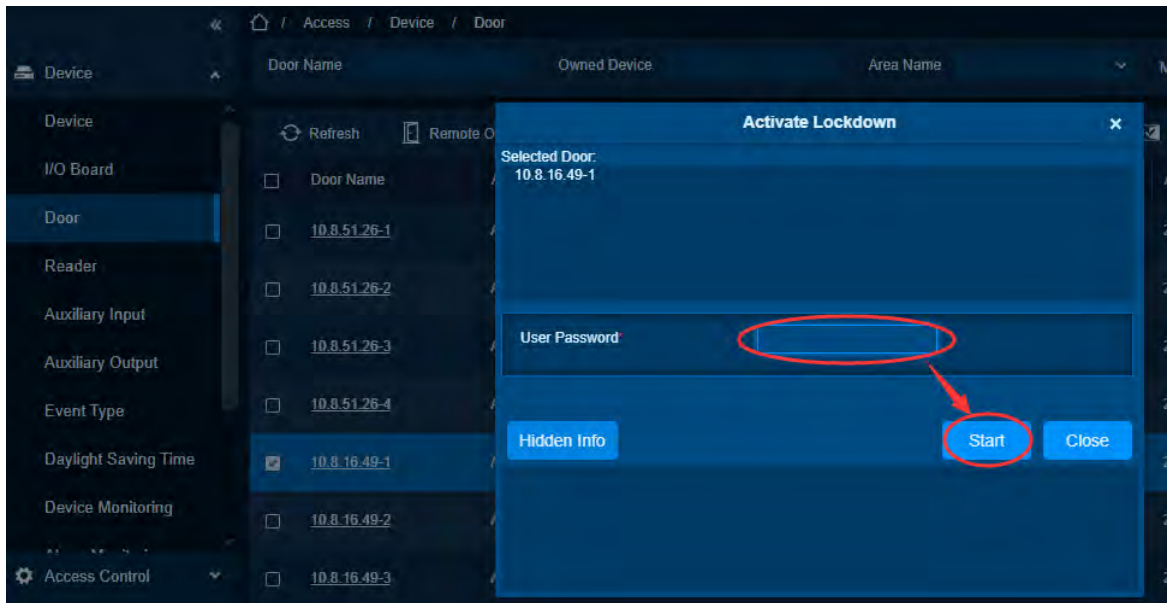 «
/ Access / Device / Door
Device
Door Name Owned Device Area Name
Device
I/O Board
Door
Reader
Auxiliary Input
Auxiliary Output
Event Type
Daylight Saving Time
Device Monitoring
Access Control
Refresh Remote O
Door Name
10.8.51.26-1
10.8.51.26-2
10.8.51.26-3
10.8.51.26-4
10.8.16.49-1
10.8.16.49-2
10.8.16.49-3
Activate Lockdown ×
Selected Door:
10.8.16.49-1
User Password*
Hidden Info Start Close